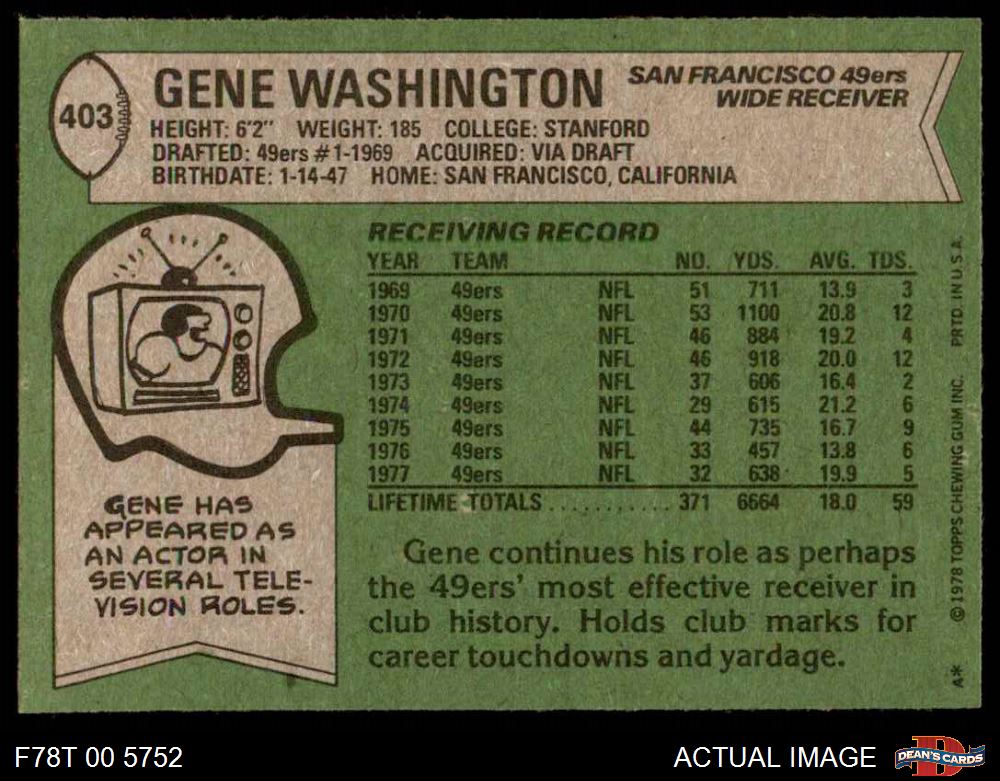 403
GENE WASHINGTON
SAN FRANCISCO 49ers
WIDE RECEIVER
HEIGHT: 6'2" WEIGHT: 185 COLLEGE: STANFORD
DRAFTED: 49ers #1-1969 ACQUIRED: VIA DRAFT
BIRTHDATE: 1-14-47 HOME: SAN FRANCISCO, CALIFORNIA
RECEIVING RECORD
YEAR TEAM NO. YDS. AVG. TDS.
1969 49ers NFL 51 711 13.9 3
1970 49ers NFL 53 1100 20.8 12
1971 49ers NFL 46 884 19.2 4
1972 49ers NFL 46 918 20.0 12
1973 49ers NFL 37 606 16.4 2
1974 49ers NFL 29 615 21.2 6
1975 49ers NFL 44 735 16.7 9
1976 49ers NFL 33 457 13.8 6
1977 49ers NFL 32 638 19.9 5
LIFETIME TOTALS........... 371 6664 18.0 59
GENE HAS
APPEARED AS
AN ACTOR IN
SEVERAL TELE-
VISION ROLES.
Gene continues his role as perhaps
the 49ers' most effective receiver in
club history. Holds club marks for
career touchdowns and yardage.
A* © 1978 TOPPS CHEWING GUM INC. PRTD. IN U.S.A.
F78T 00 5752
ACTUAL IMAGE
D
DEAN'S CARDS